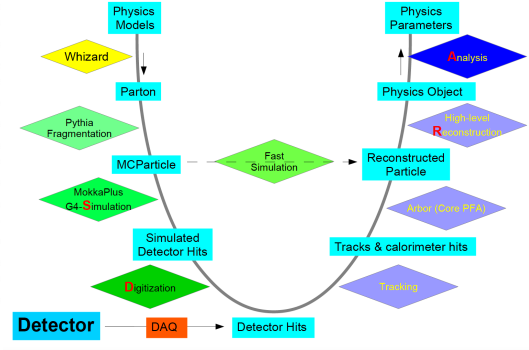 Physics
Models
Physics
Parameters
Whizard
Analysis
Parton
Physics Object
Pythia
Fragmentation
High-level
Reconstruction
MCParticle
Fast
Simulation
Reconstructed
Particle
MokkaPlus
G4-Simulation
Arbor (Core PFA)
Simulated
Detector Hits
Tracks & calorimeter hits
Digitization
Tracking
Detector
DAQ
Detector Hits